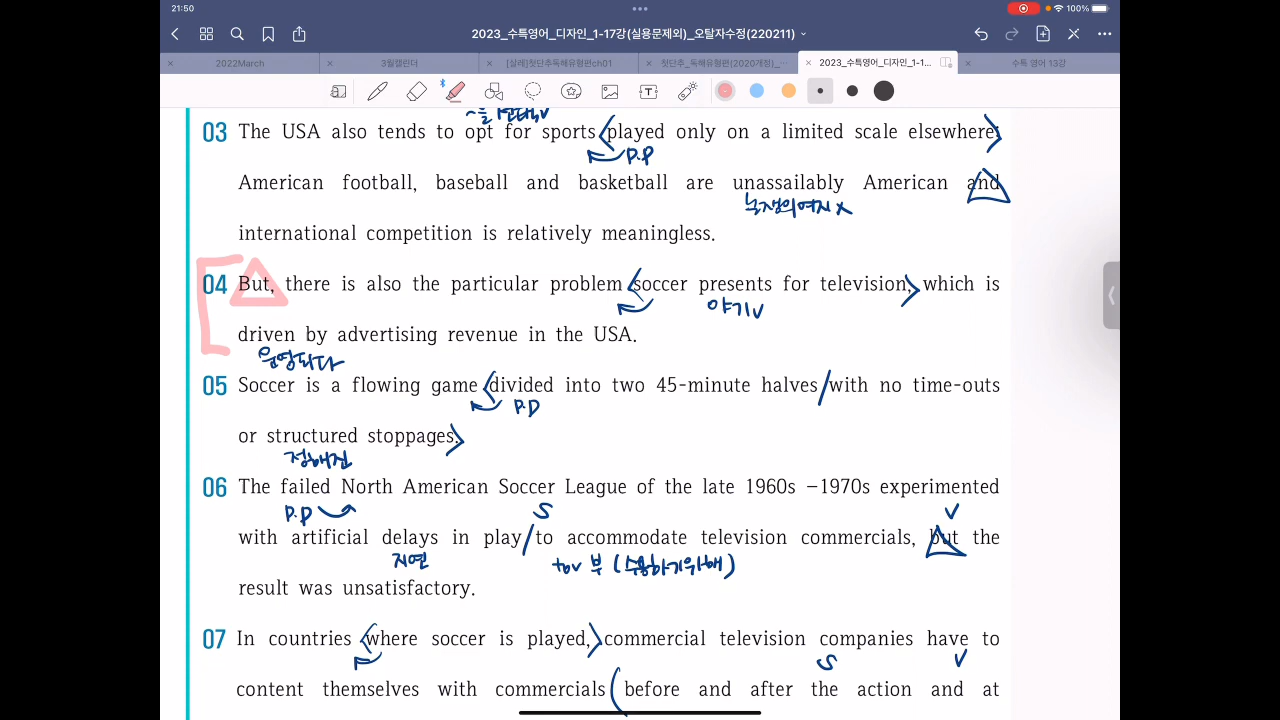 21:50
100%
2023_수특영어_디자인_1-17강(실용문제외)_오탈자수정(220211)
2022March
3월캘린더
[실레]첫단추독해유형편ch01
첫단추_독해유형편(2020개정)_...
2023_수특영어_디자인_1-1...
수특 영어 13강
03 The USA also tends to opt for sports played only on a limited scale elsewhere;
p.p
American football, baseball and basketball are unassailably American and
논쟁의여지 x
international competition is relatively meaningless.
04 But, there is also the particular problem soccer presents for television, which is
야기v
driven by advertising revenue in the USA.
운영되다
05 Soccer is a flowing game divided into two 45-minute halves with no time-outs
p.p
or structured stoppages.
정해진
06 The failed North American Soccer League of the late 1960s –1970s experimented
p.p S V
with artificial delays in play to accommodate television commercials, but the
지연 tov 부 (수용하기위해)
result was unsatisfactory.
07 In countries where soccer is played, commercial television companies have to
S V
content themselves with commercials before and after the action and at